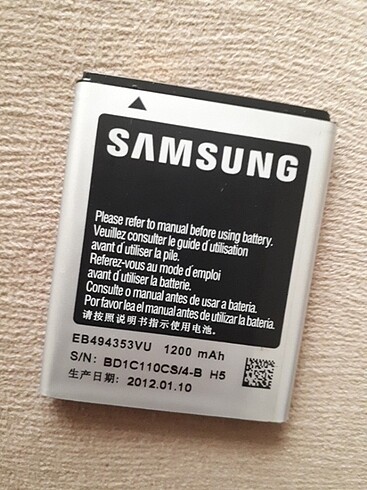 SAMSUNG
Please refer to manual before using battery.
Veuillez consulter le guide d'utilisation
avant d'utiliser la pile.
Referez-vous au mode d'emploi
avant d'utiliser la batterie.
Consulte o manual antes de usar a bateria.
Por favor lea el manual antes de utilizar la batería.
请按照说明书指示使用电池。
EB494353VU 1200 mAh
S/N: BD1C110CS/4-B H5
生产日期: 2012.01.10